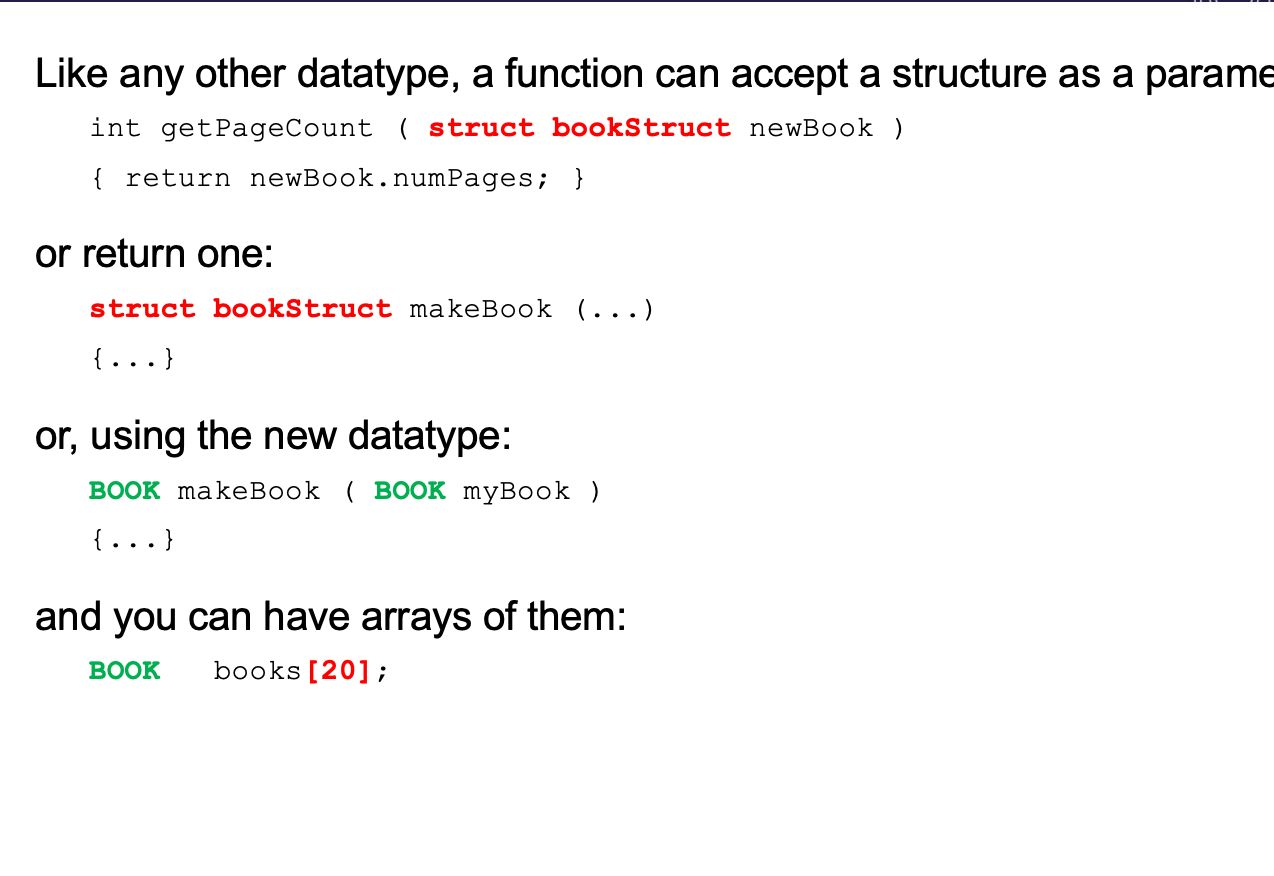 Like any other datatype, a function can accept a structure as a parame
int getPageCount ( struct bookStruct newBook )
{ return newBook.numPages; }
or return one:
struct bookStruct makeBook (...)
{...}
or, using the new datatype:
BOOK makeBook ( BOOK myBook )
{...}
and you can have arrays of them:
BOOK   books[20];